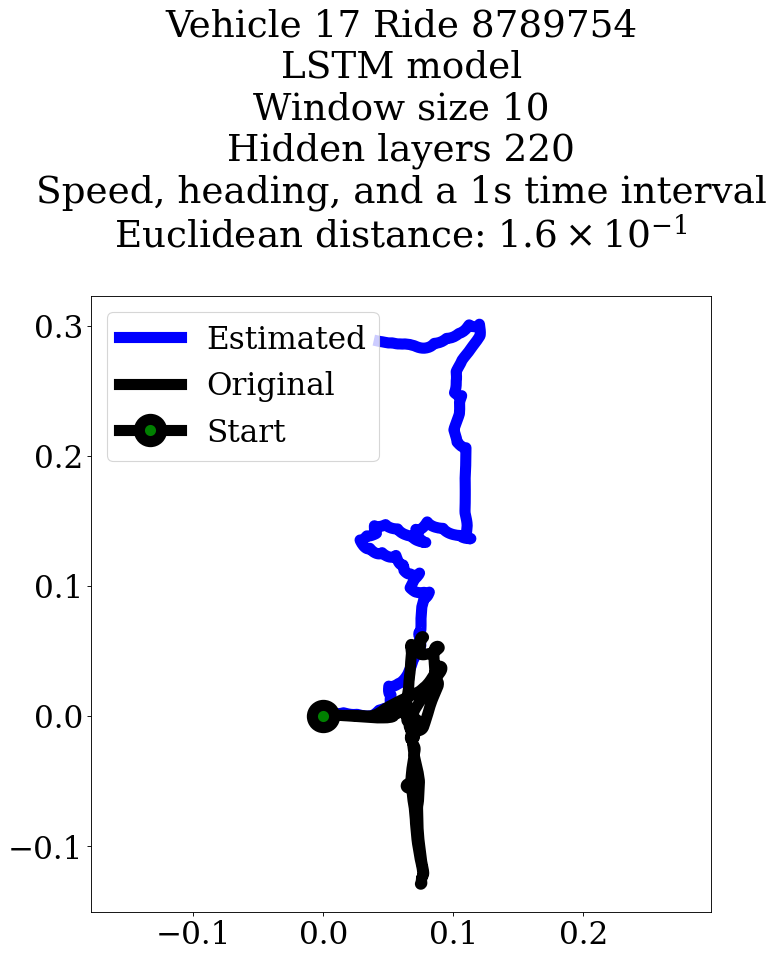 Vehicle 17 Ride 8789754
LSTM model
Window size 10
Hidden layers 220
Speed, heading, and a 1s time interval
Euclidean distance: 1.6 × 10⁻¹
Estimated
Original
Start
0.3
0.2
0.1
0.0
−0.1
−0.1 0.0 0.1 0.2